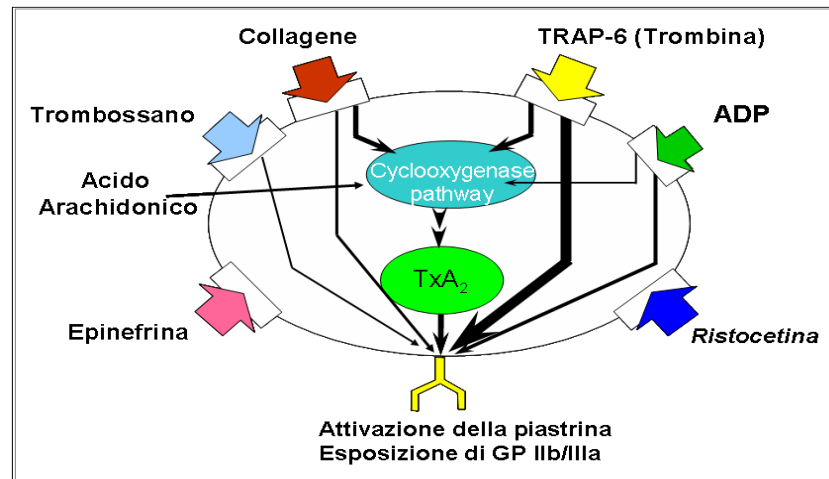 Collagene
TRAP-6 (Trombina)
Trombossano
ADP
Cyclooxygenase
pathway
Acido
Arachidonico
TxA2
Epinefrina
Ristocetina
Attivazione della piastrina
Esposizione di GP IIb/IIIa